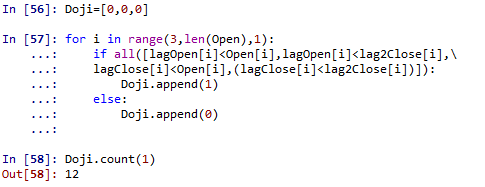 In [56]: Doji=[0,0,0]
In [57]: for i in range(3,len(Open),1):
    ...:     if all([lagOpen[i]<Open[i],lagOpen[i]<lag2Close[i],\
    ...:     lagClose[i]<Open[i],(lagClose[i]<lag2Close[i])]):
    ...:         Doji.append(1)
    ...:     else:
    ...:         Doji.append(0)
    ...:
In [58]: Doji.count(1)
Out[58]: 12